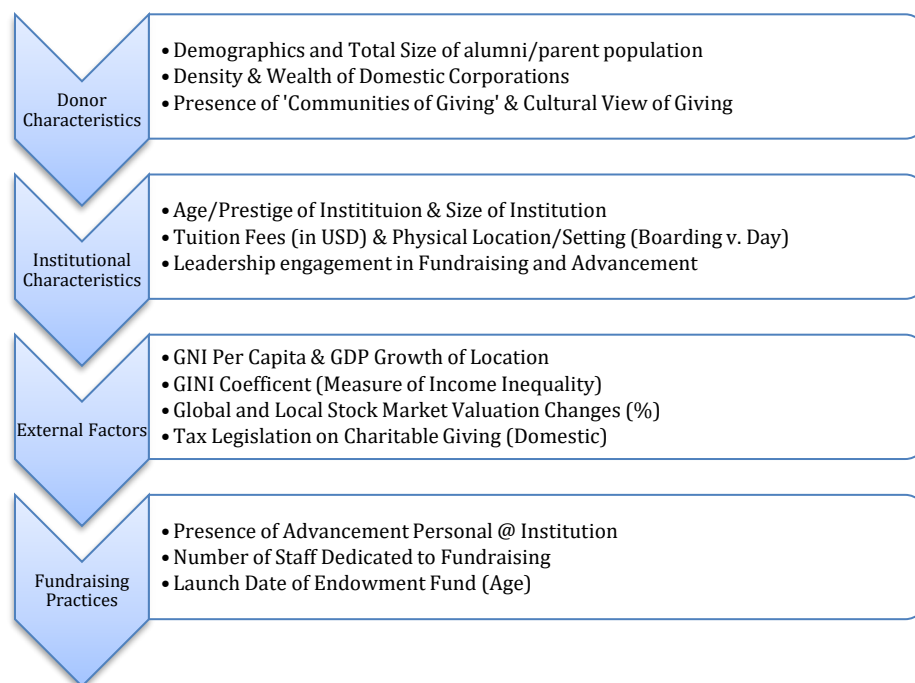 Donor
Characteristics
• Demographics and Total Size of alumni/parent population
• Density & Wealth of Domestic Corporations
• Presence of 'Communities of Giving' & Cultural View of Giving
Institutional
Characteristics
• Age/Prestige of Institituion & Size of Institution
• Tuition Fees (in USD) & Physical Location/Setting (Boarding v. Day)
• Leadership engagement in Fundraising and Advancement
External Factors
• GNI Per Capita & GDP Growth of Location
• GINI Coefficent (Measure of Income Inequality)
• Global and Local Stock Market Valuation Changes (%)
• Tax Legislation on Charitable Giving (Domestic)
Fundraising
Practices
• Presence of Advancement Personal @ Institution
• Number of Staff Dedicated to Fundraising
• Launch Date of Endowment Fund (Age)